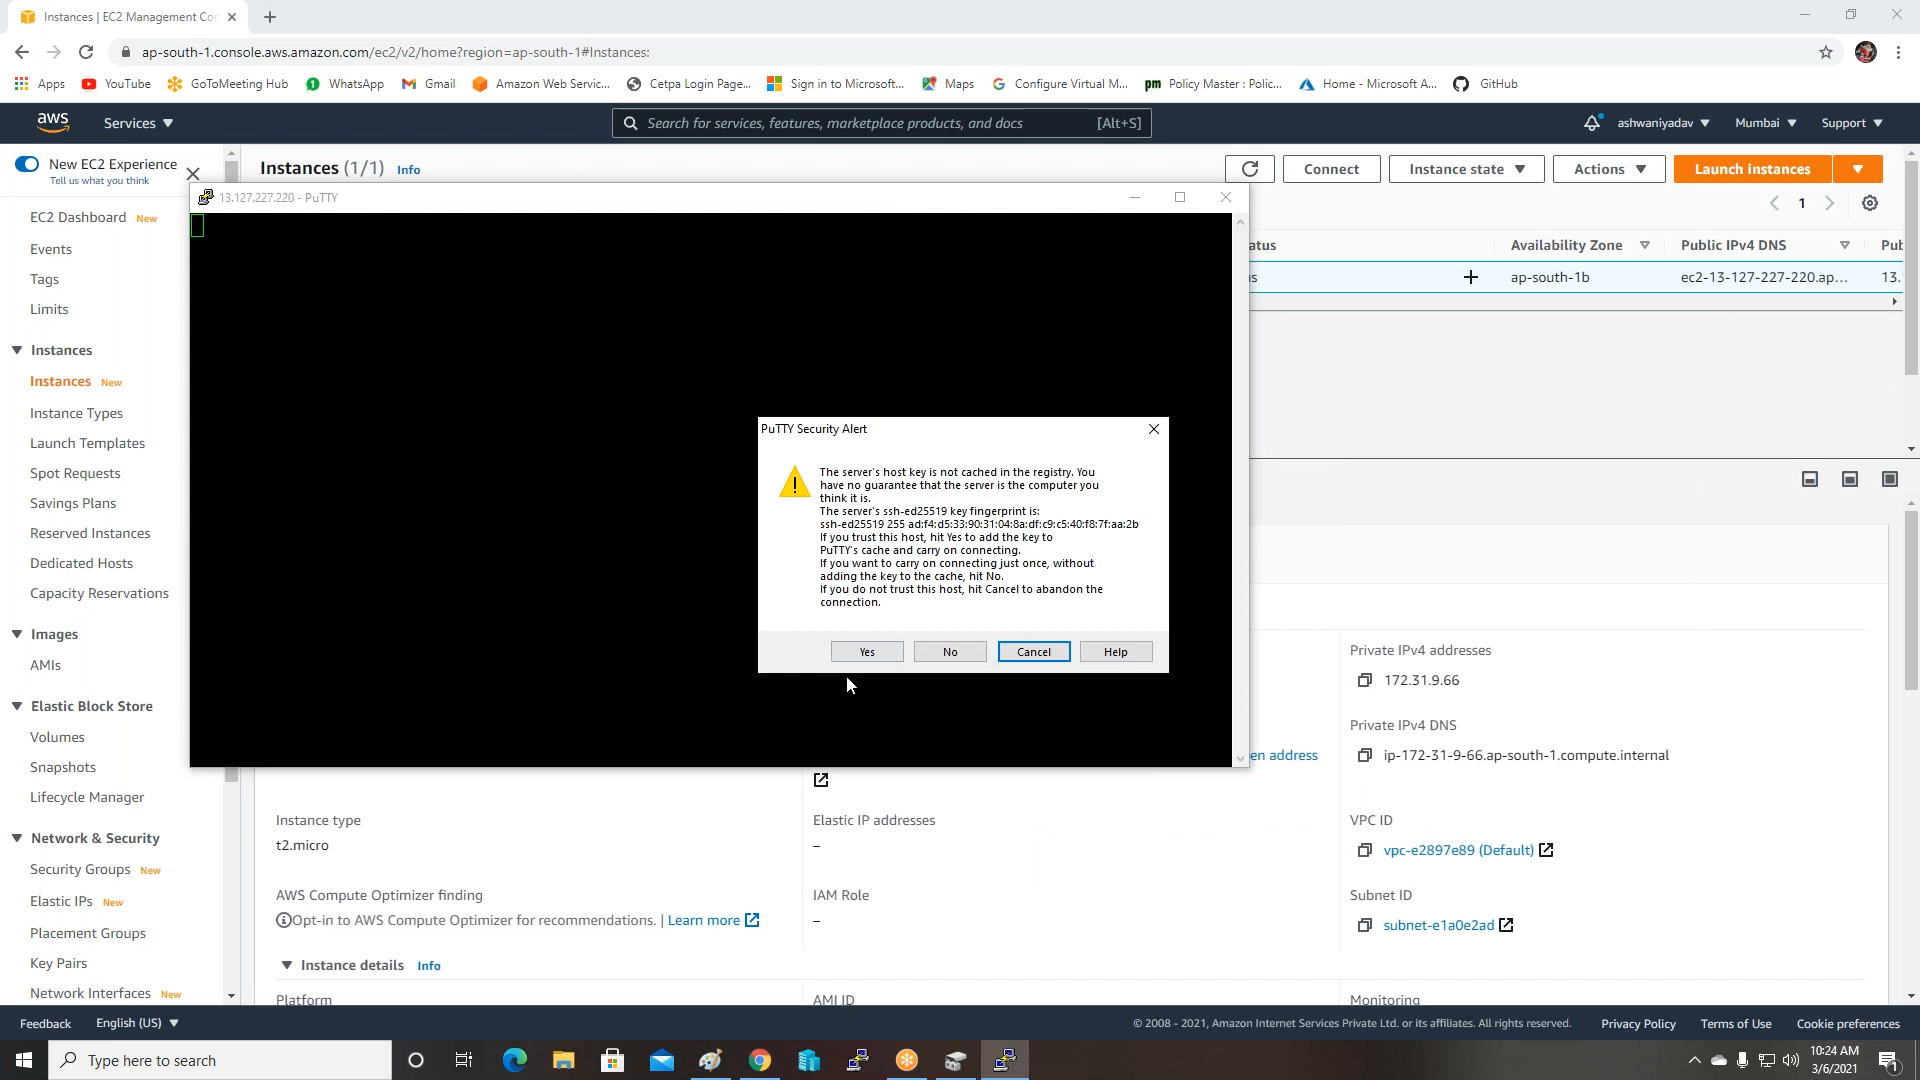 Instances | EC2 Management Con
ap-south-1.console.aws.amazon.com/ec2/v2/home?region=ap-south-1#Instances:
Apps
YouTube
GoToMeeting Hub
WhatsApp
Gmail
Amazon Web Servic...
Cetpa Login Page...
Sign in to Microsoft...
Maps
Configure Virtual M...
Policy Master : Polic...
Home - Microsoft A...
GitHub
aws
Services
Search for services, features, marketplace products, and docs
[Alt+S]
ashwaniyadav
Mumbai
Support
New EC2 Experience
Tell us what you think
EC2 Dashboard New
Events
Tags
Limits
Instances
Instances New
Instance Types
Launch Templates
Spot Requests
Savings Plans
Reserved Instances
Dedicated Hosts
Capacity Reservations
Images
AMIs
Elastic Block Store
Volumes
Snapshots
Lifecycle Manager
Network & Security
Security Groups New
Elastic IPs New
Placement Groups
Key Pairs
Network Interfaces New
Instances (1/1) Info
Connect
Instance state
Actions
Launch instances
1
atus
Availability Zone
Public IPv4 DNS
Pub
ap-south-1b
ec2-13-127-227-220.ap...
13.
13.127.227.220 - PuTTY
PuTTY Security Alert
The server's host key is not cached in the registry. You
have no guarantee that the server is the computer you
think it is.
The server's ssh-ed25519 key fingerprint is:
ssh-ed25519 255 ad:f4:d5:33:90:31:04:8a:df:c9:c5:40:f8:7f:aa:2b
If you trust this host, hit Yes to add the key to
PuTTY's cache and carry on connecting.
If you want to carry on connecting just once, without
adding the key to the cache, hit No.
If you do not trust this host, hit Cancel to abandon the
connection.
Yes
No
Cancel
Help
Private IPv4 addresses
172.31.9.66
Private IPv4 DNS
en address
ip-172-31-9-66.ap-south-1.compute.internal
Instance type
t2.micro
Elastic IP addresses
–
VPC ID
vpc-e2897e89 (Default)
AWS Compute Optimizer finding
Opt-in to AWS Compute Optimizer for recommendations. | Learn more
IAM Role
–
Subnet ID
subnet-e1a0e2ad
Instance details Info
Platform
AMI ID
Monitoring
Feedback
English (US)
© 2008 - 2021, Amazon Internet Services Private Ltd. or its affiliates. All rights reserved.
Privacy Policy
Terms of Use
Cookie preferences
Type here to search
10:24 AM
3/6/2021
1